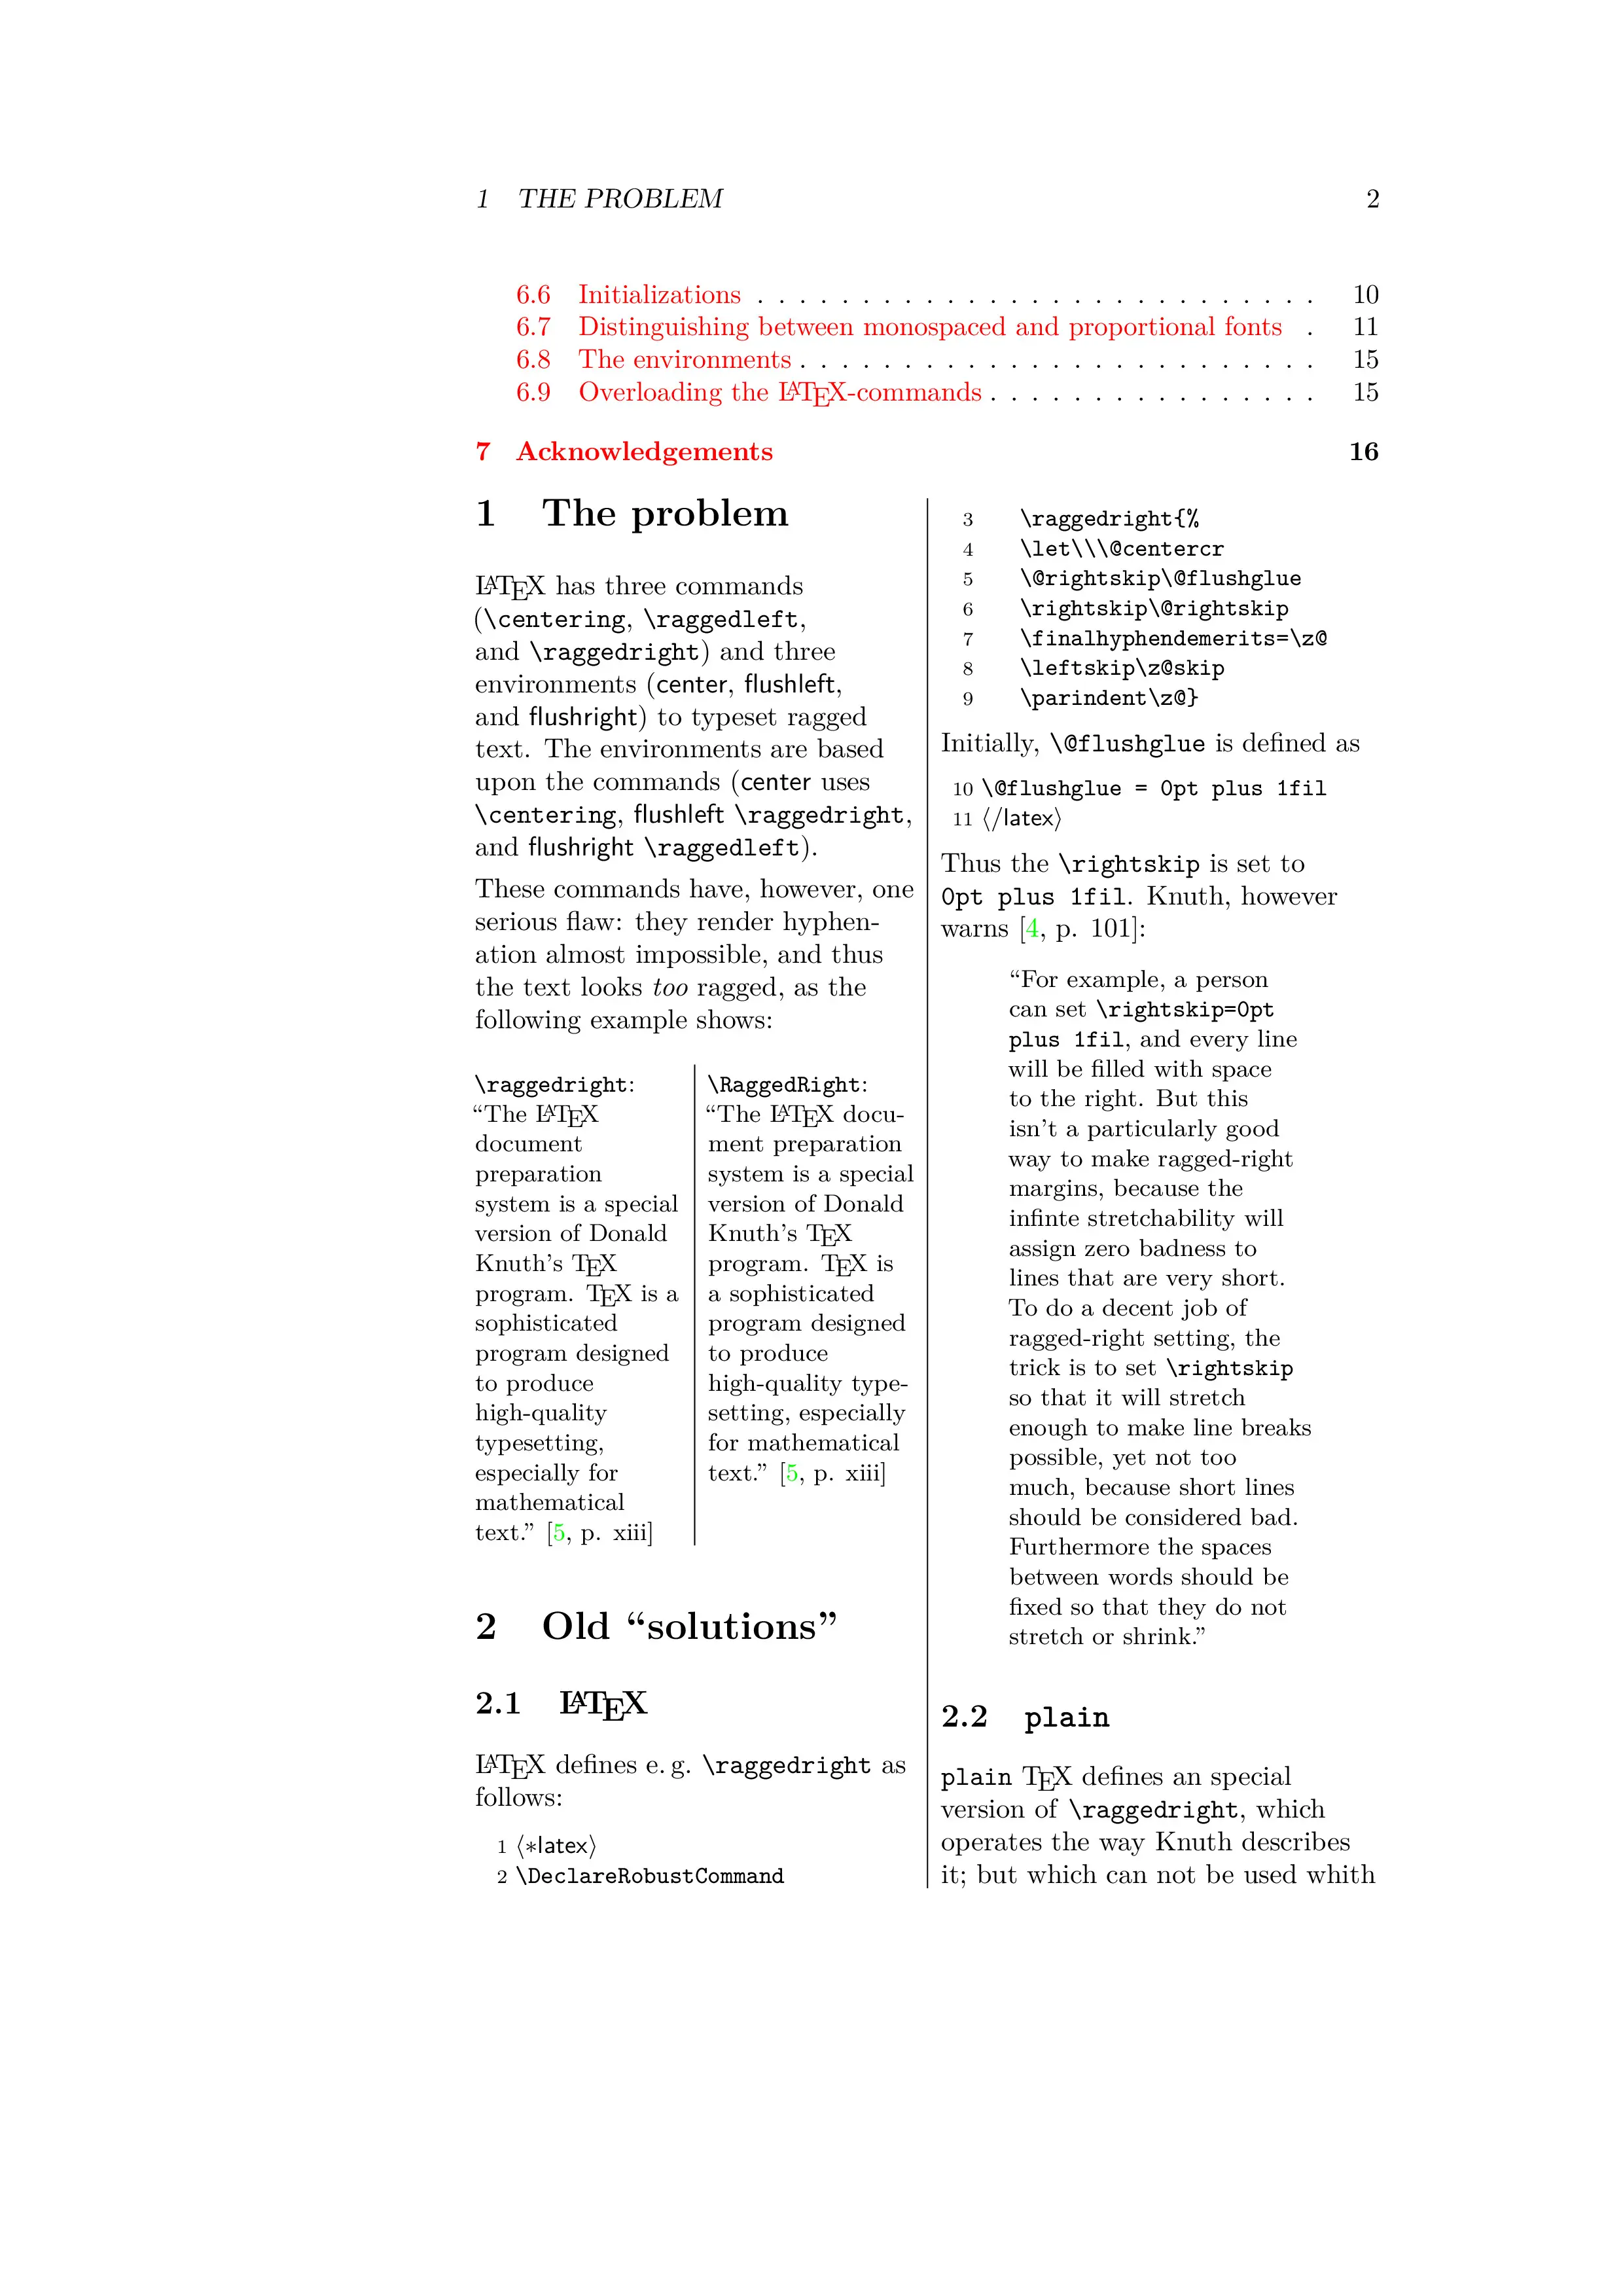 1 THE PROBLEM 2
6.6 Initializations . . . . . . . . . . . . . . . . . . . . . . . . . . . 10
6.7 Distinguishing between monospaced and proportional fonts . 11
6.8 The environments . . . . . . . . . . . . . . . . . . . . . . . . . 15
6.9 Overloading the LATEX-commands . . . . . . . . . . . . . . . . 15
7 Acknowledgements 16
1 The problem
LATEX has three commands
(\centering, \raggedleft,
and \raggedright) and three
environments (center, flushleft,
and flushright) to typeset ragged
text. The environments are based
upon the commands (center uses
\centering, flushleft \raggedright,
and flushright \raggedleft).
These commands have, however, one
serious flaw: they render hyphen-
ation almost impossible, and thus
the text looks too ragged, as the
following example shows:
\raggedright:
“The LATEX
document
preparation
system is a special
version of Donald
Knuth’s TEX
program. TEX is a
sophisticated
program designed
to produce
high-quality
typesetting,
especially for
mathematical
text.” [5, p. xiii]
\RaggedRight:
“The LATEX docu-
ment preparation
system is a special
version of Donald
Knuth’s TEX
program. TEX is
a sophisticated
program designed
to produce
high-quality type-
setting, especially
for mathematical
text.” [5, p. xiii]
2 Old “solutions”
2.1 LATEX
LATEX defines e. g. \raggedright as
follows:
1 ⟨*latex⟩
2 \DeclareRobustCommand
3 \raggedright{%
4 \let\\\@centercr
5 \@rightskip\@flushglue
6 \rightskip\@rightskip
7 \finalhyphendemerits=\z@
8 \leftskip\z@skip
9 \parindent\z@}
Initially, \@flushglue is defined as
10 \@flushglue = 0pt plus 1fil
11 ⟨/latex⟩
Thus the \rightskip is set to
0pt plus 1fil. Knuth, however
warns [4, p. 101]:
“For example, a person
can set \rightskip=0pt
plus 1fil, and every line
will be filled with space
to the right. But this
isn’t a particularly good
way to make ragged-right
margins, because the
infinte stretchability will
assign zero badness to
lines that are very short.
To do a decent job of
ragged-right setting, the
trick is to set \rightskip
so that it will stretch
enough to make line breaks
possible, yet not too
much, because short lines
should be considered bad.
Furthermore the spaces
between words should be
fixed so that they do not
stretch or shrink.”
2.2 plain
plain TEX defines an special
version of \raggedright, which
operates the way Knuth describes
it; but which can not be used whith